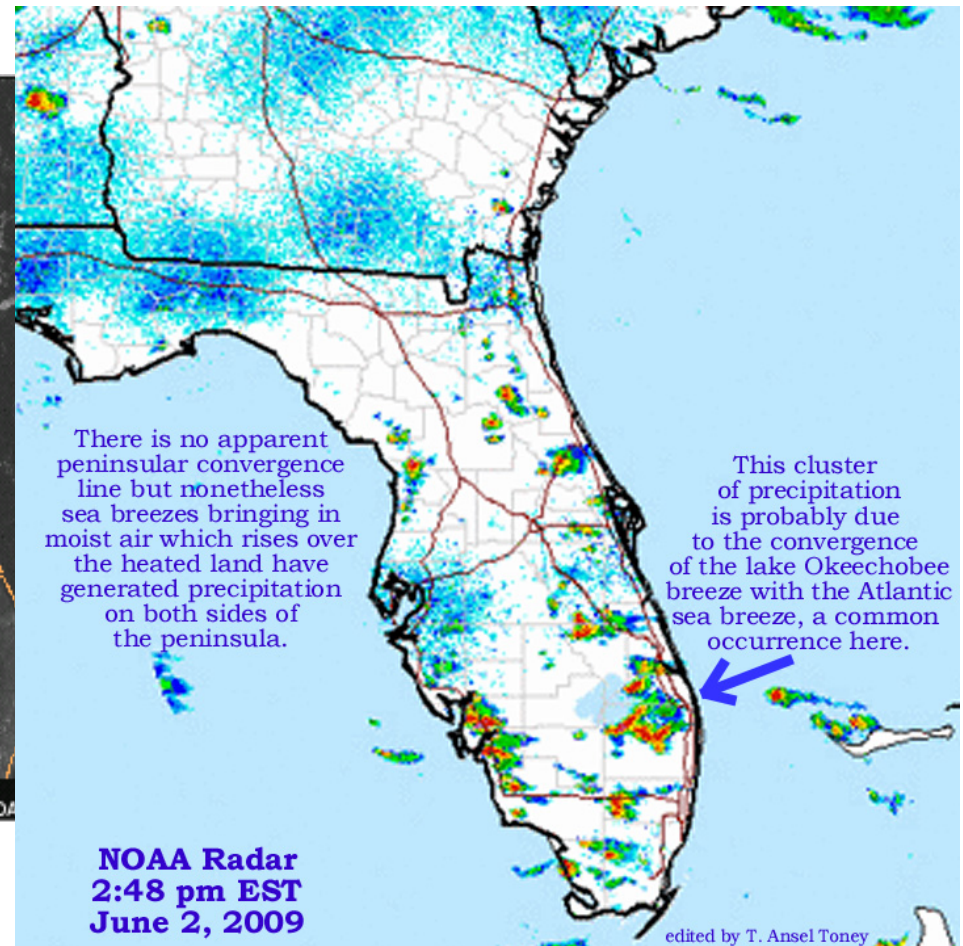 There is no apparent
peninsular convergence
line but nonetheless
sea breezes bringing in
moist air which rises over
the heated land have
generated precipitation
on both sides of
the peninsula.
This cluster
of precipitation
is probably due
to the convergence
of the lake Okeechobee
breeze with the Atlantic
sea breeze, a common
occurrence here.
NOAA Radar
2:48 pm EST
June 2, 2009
edited by T. Ansel Toney